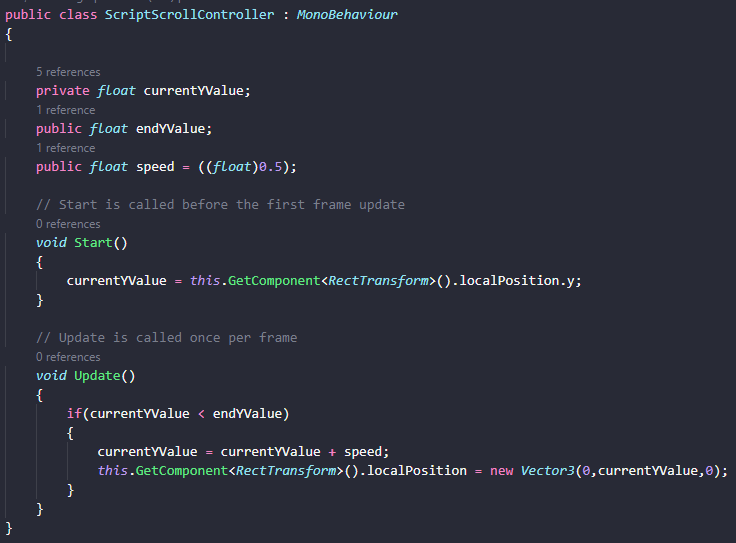 public class ScriptScrollController : MonoBehaviour
{
5 references
private float currentYValue;
1 reference
public float endYValue;
1 reference
public float speed = ((float)0.5);
// Start is called before the first frame update
0 references
void Start()
{
currentYValue = this.GetComponent<RectTransform>().localPosition.y;
}
// Update is called once per frame
0 references
void Update()
{
if(currentYValue < endYValue)
{
currentYValue = currentYValue + speed;
this.GetComponent<RectTransform>().localPosition = new Vector3(0,currentYValue,0);
}
}
}